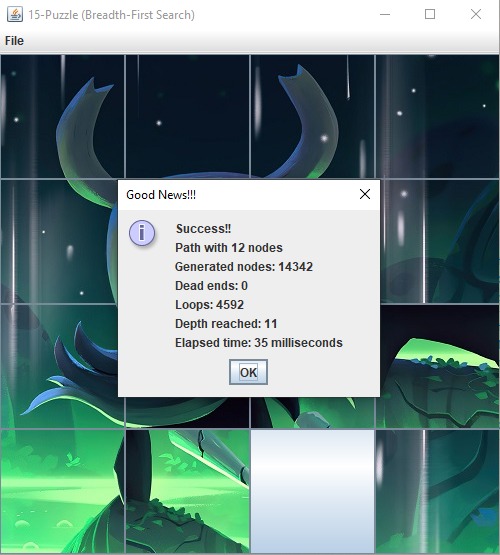 15-Puzzle (Breadth-First Search)
File
Good News!!!
Success!!
Path with 12 nodes
Generated nodes: 14342
Dead ends: 0
Loops: 4592
Depth reached: 11
Elapsed time: 35 milliseconds
OK